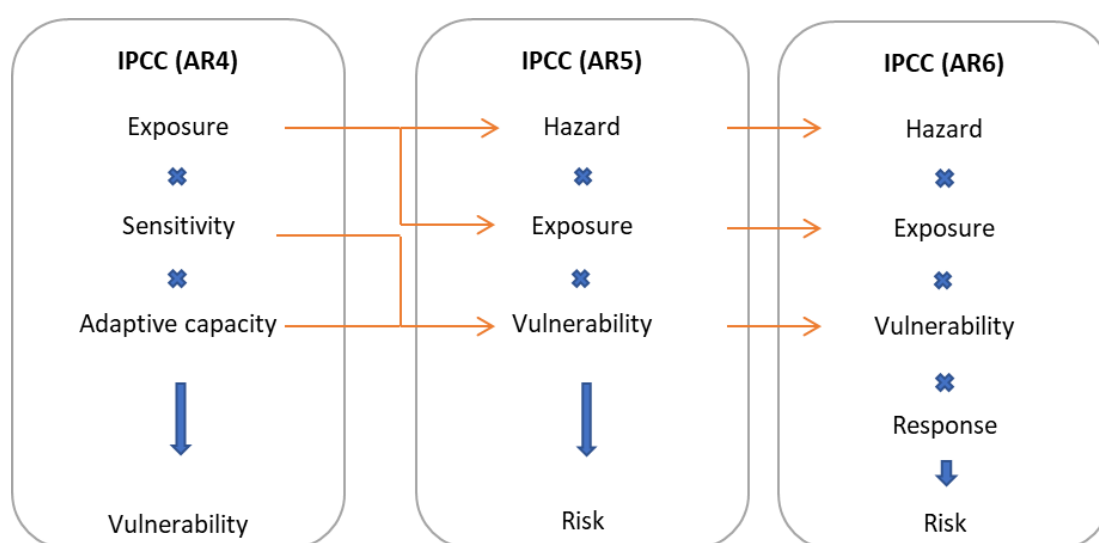 IPCC (AR4)
Exposure
Sensitivity
Adaptive capacity
Vulnerability
IPCC (AR5)
Hazard
Exposure
Vulnerability
Risk
IPCC (AR6)
Hazard
Exposure
Vulnerability
Response
Risk